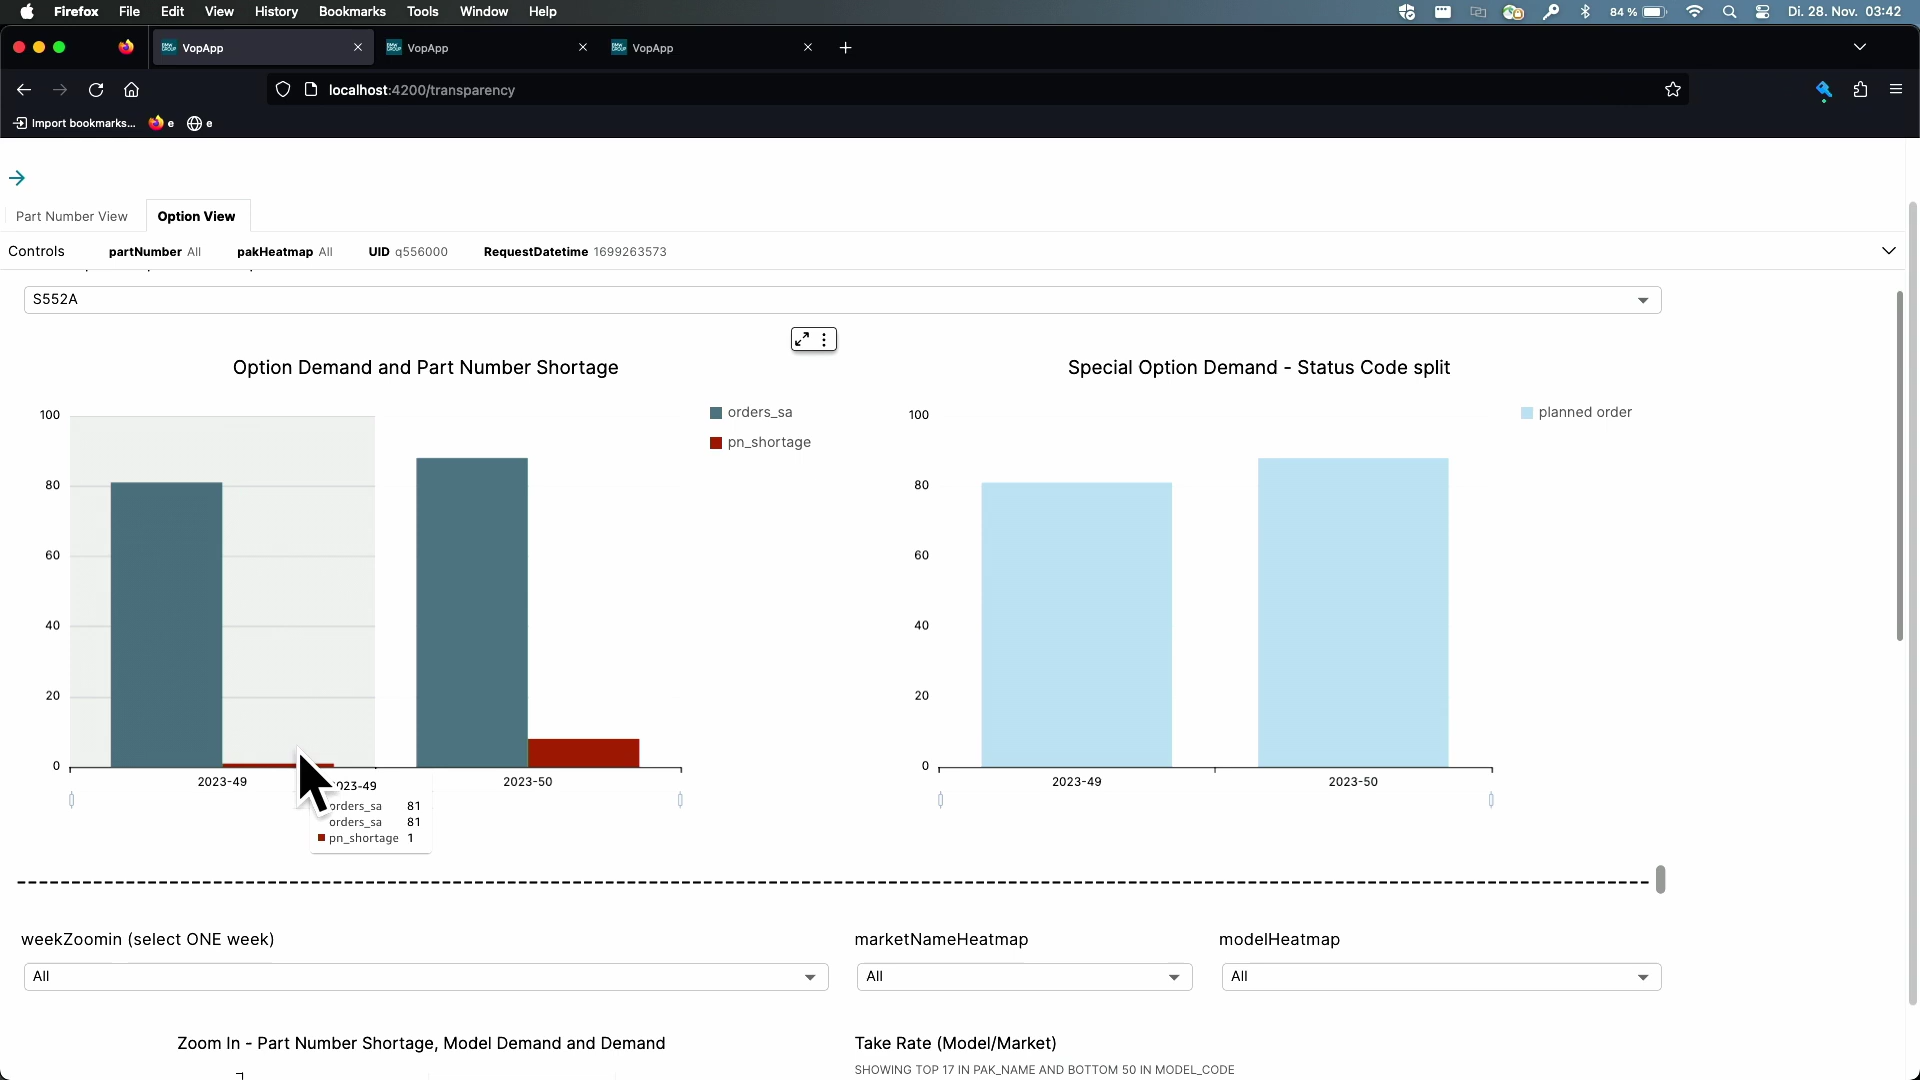 Firefox File Edit View History Bookmarks Tools Window Help 84 % Di. 28. Nov. 03:42
VopApp VopApp VopApp
localhost:4200/transparency
Import bookmarks... e e
Part Number View Option View
Controls partNumber All pakHeatmap All UID q556000 RequestDatetime 1699263573
S552A
Option Demand and Part Number Shortage
Special Option Demand - Status Code split
orders_sa
pn_shortage
planned order
100
80
60
40
20
0
2023-49 2023-50
100
80
60
40
20
0
2023-49 2023-50
orders_sa 81
orders_sa 81
pn_shortage 1
weekZoomin (select ONE week) marketNameHeatmap modelHeatmap
All All All
Zoom In - Part Number Shortage, Model Demand and Demand
Take Rate (Model/Market)
SHOWING TOP 17 IN PAK_NAME AND BOTTOM 50 IN MODEL_CODE